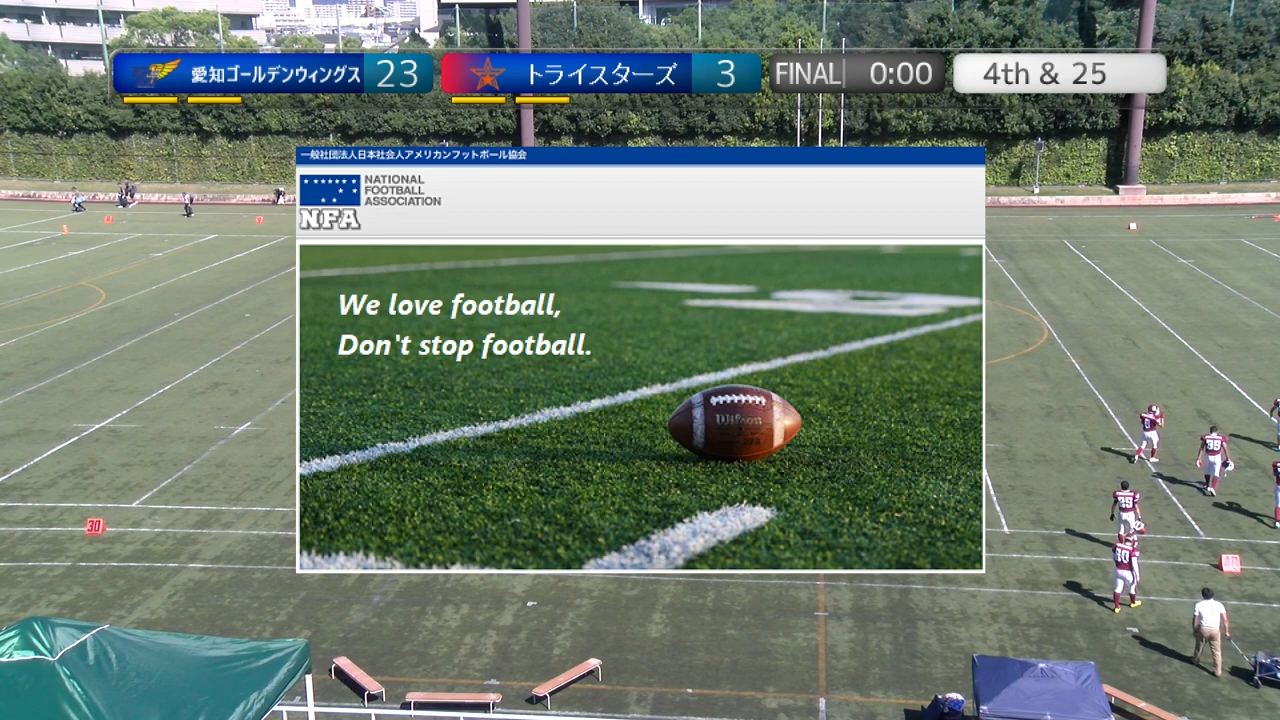 愛知ゴールデンウィングス 23 トライスターズ 3 FINAL 0:00 4th & 25
一般社団法人日本社会人アメリカンフットボール協会
NATIONAL
FOOTBALL
ASSOCIATION
NFA
We love football,
Don't stop football.
Wilson
39
30